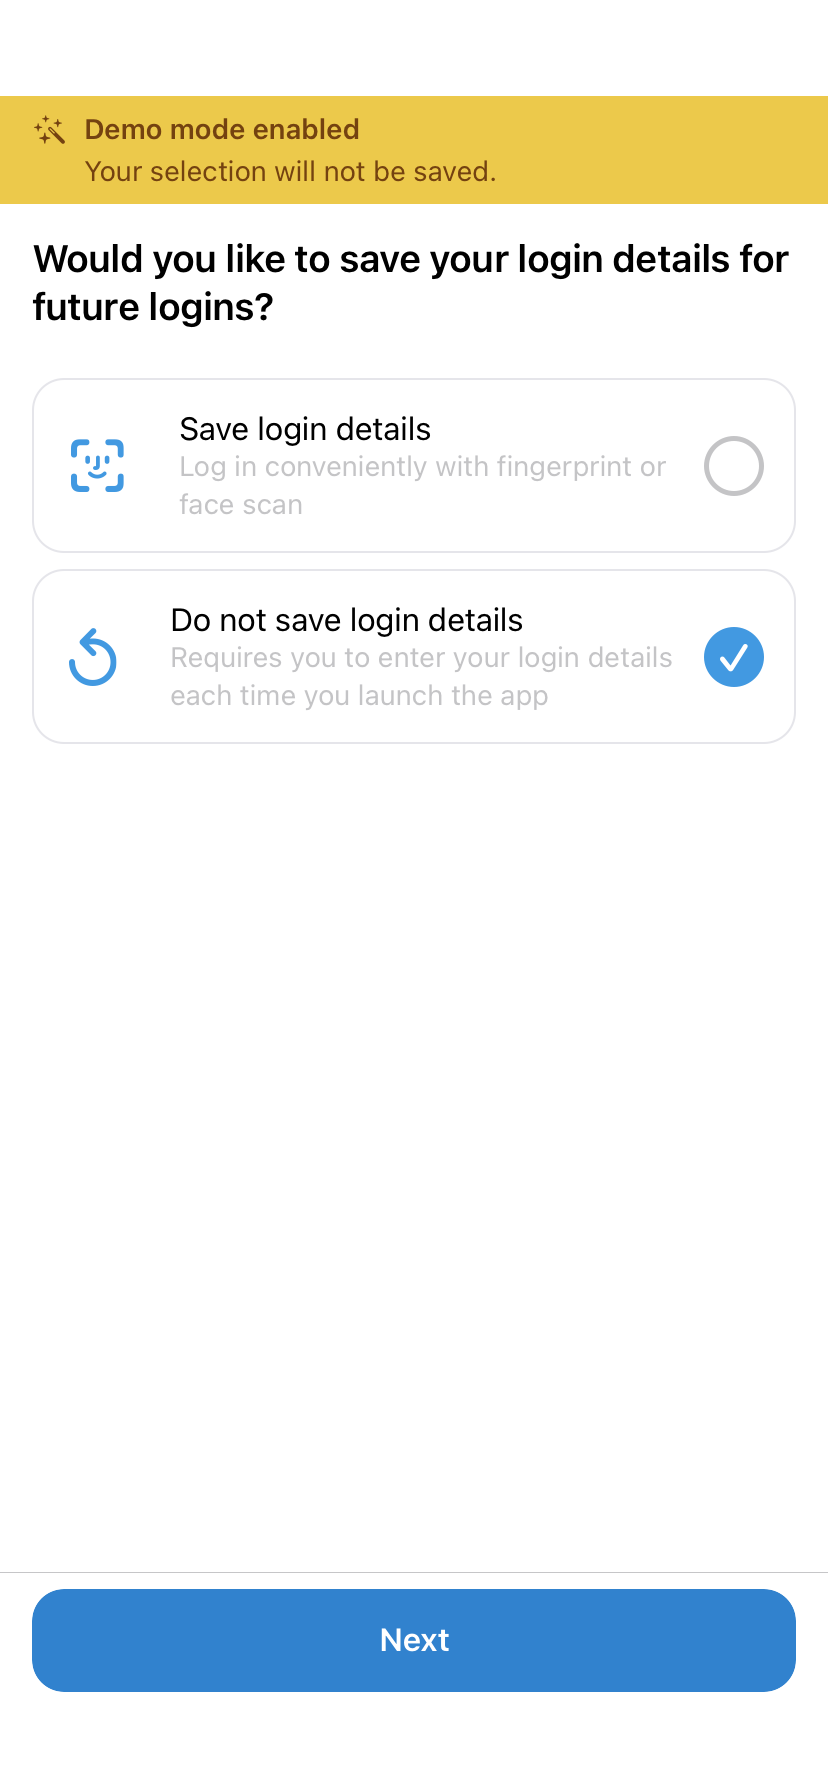 Demo mode enabled
Your selection will not be saved.
Would you like to save your login details for
future logins?
Save login details
Log in conveniently with fingerprint or
face scan
Do not save login details
Requires you to enter your login details
each time you launch the app
Next